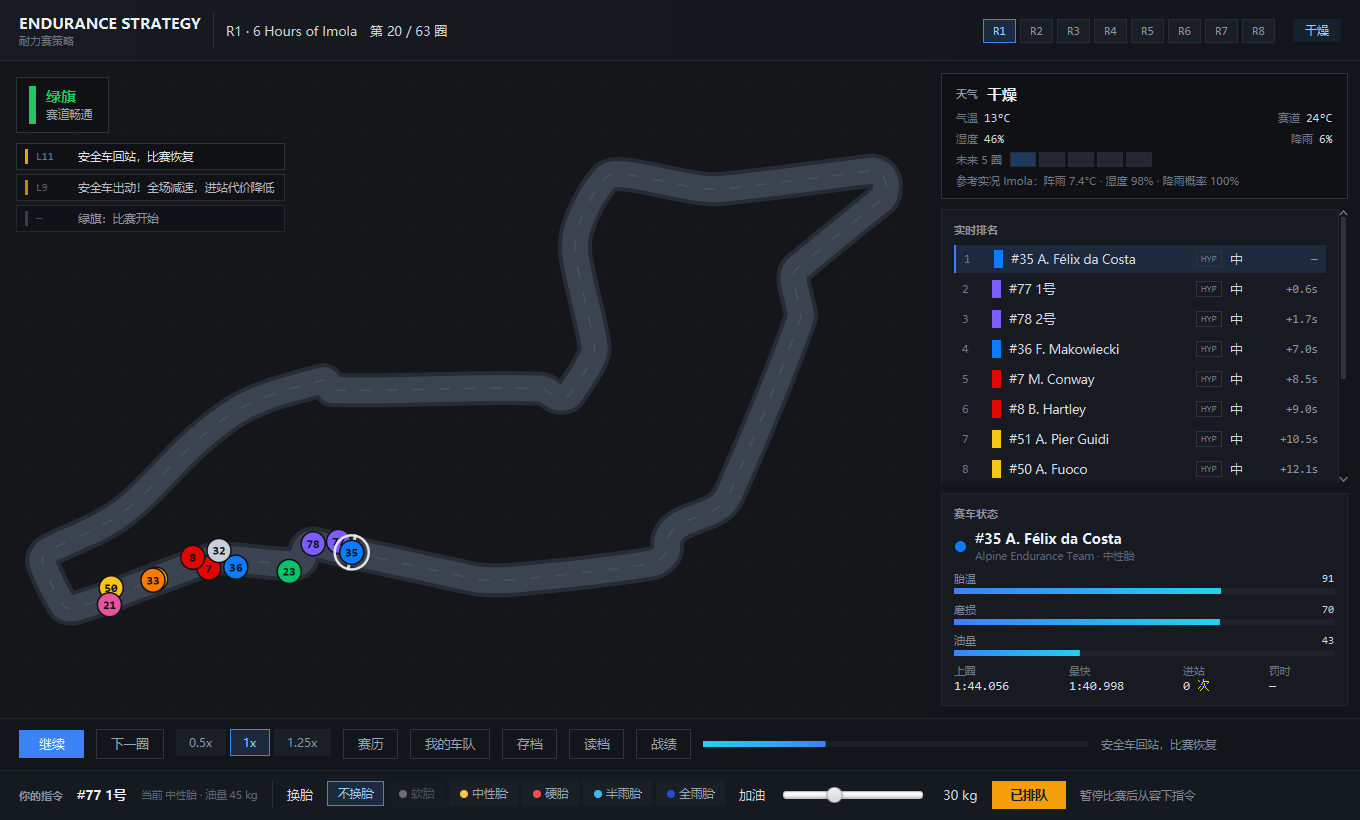 ENDURANCE STRATEGY
耐力赛策略
R1 · 6 Hours of Imola 第 20 / 63 圈
R1 R2 R3 R4 R5 R6 R7 R8 干燥
绿旗
赛道畅通
L11 安全车回站，比赛恢复
L9 安全车出动！全场减速，进站代价降低
— 绿旗：比赛开始
天气 干燥
气温 13°C 赛道 24°C
湿度 46% 降雨 6%
未来 5 圈
参考实况 Imola：阵雨 7.4°C · 湿度 98% · 降雨概率 100%
实时排名
1 #35 A. Félix da Costa HYP 中 —
2 #77 1号 HYP 中 +0.6s
3 #78 2号 HYP 中 +1.7s
4 #36 F. Makowiecki HYP 中 +7.0s
5 #7 M. Conway HYP 中 +8.5s
6 #8 B. Hartley HYP 中 +9.0s
7 #51 A. Pier Guidi HYP 中 +10.5s
8 #50 A. Fuoco HYP 中 +12.1s
78
35
32
8
7
36
23
33
50
21
赛车状态
#35 A. Félix da Costa
Alpine Endurance Team · 中性胎
胎温 91
磨损 70
油量 43
上圈 最快 进站 罚时
1:44.056 1:40.998 0 次 —
继续 下一圈 0.5x 1x 1.25x 赛历 我的车队 存档 读档 战绩 安全车回站，比赛恢复
你的指令 #77 1号 当前 中性胎 · 油量 45 kg 换胎 不换胎 软胎 中性胎 硬胎 半雨胎 全雨胎 加油 30 kg 已排队 暂停比赛后从容下指令